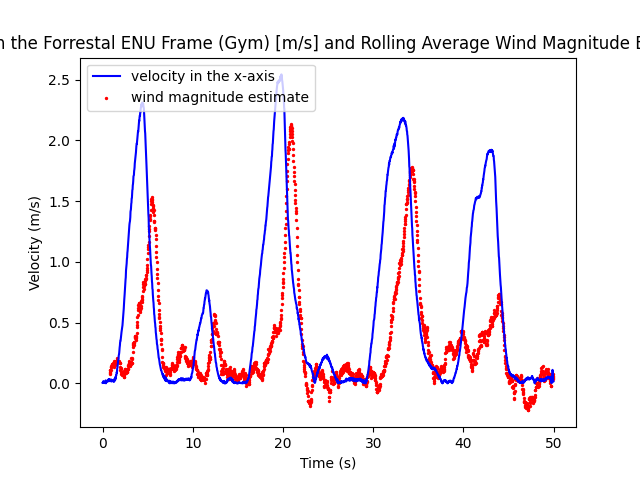 the Forrestal ENU Frame (Gym) [m/s] and Rolling Average Wind Magnitude
velocity in the x-axis
wind magnitude estimate
Velocity (m/s)
2.5
2.0
1.5
1.0
0.5
0.0
0 10 20 30 40 50
Time (s)